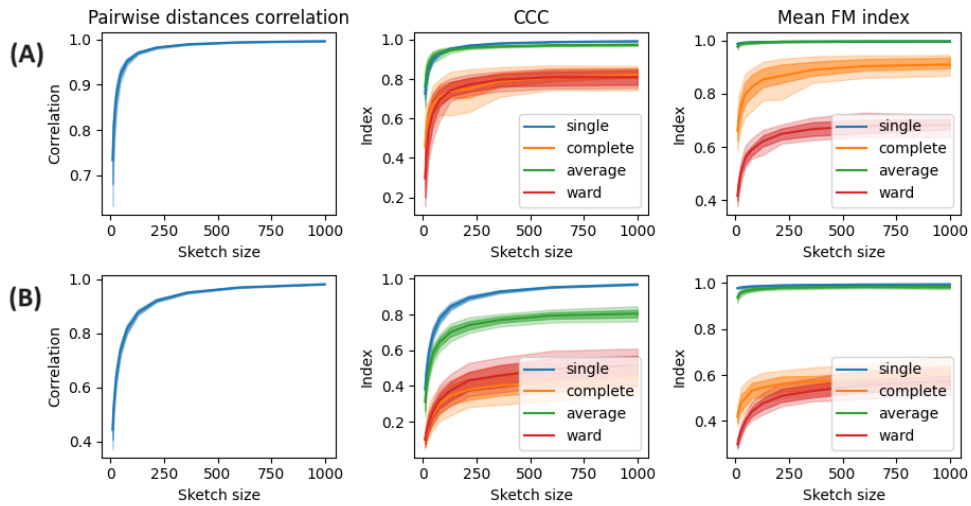 Pairwise distances correlation
CCC
Mean FM index
(A)
Correlation
1.0
0.9
0.8
0.7
0 250 500 750 1000
Sketch size
Index
1.0
0.8
0.6
0.4
0.2
single
complete
average
ward
0 250 500 750 1000
Sketch size
Index
1.0
0.8
0.6
0.4
single
complete
average
ward
0 250 500 750 1000
Sketch size
(B)
Correlation
1.0
0.8
0.6
0.4
0 250 500 750 1000
Sketch size
Index
1.0
0.8
0.6
0.4
0.2
single
complete
average
ward
0 250 500 750 1000
Sketch size
Index
1.0
0.8
0.6
0.4
single
complete
average
ward
0 250 500 750 1000
Sketch size